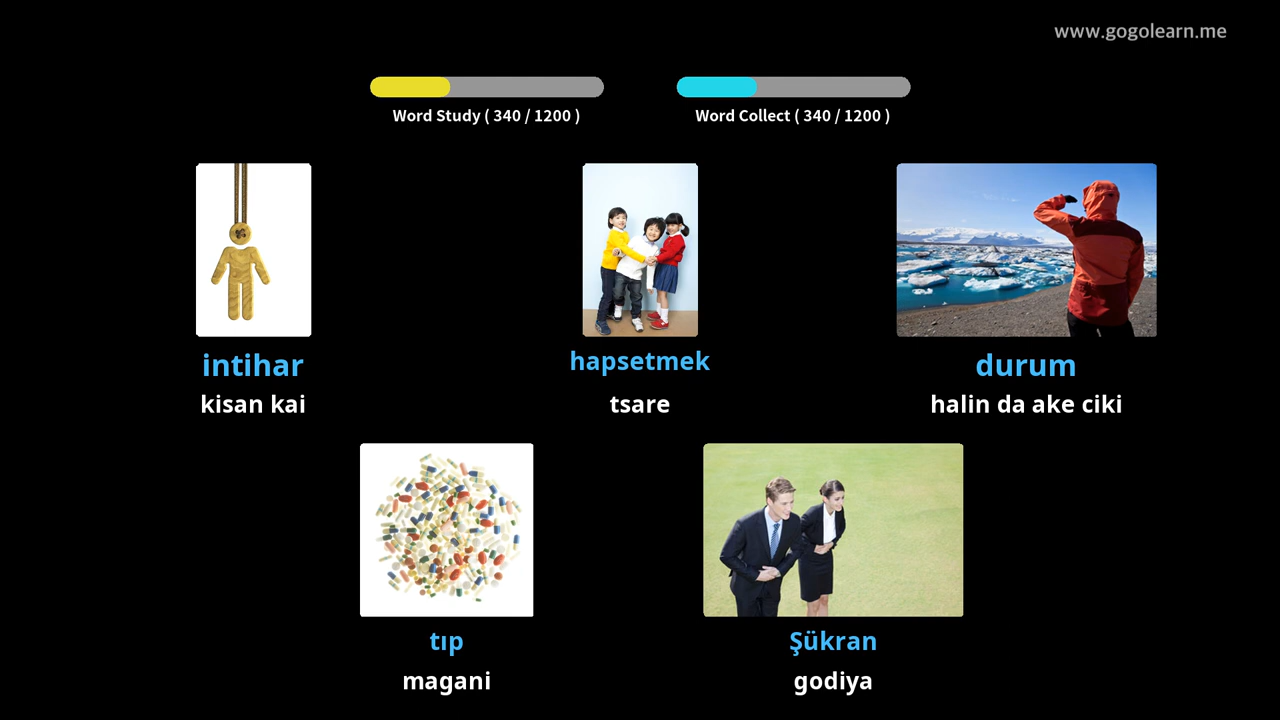 www.gogolearn.me
Word Study ( 340 / 1200 )
Word Collect ( 340 / 1200 )
intihar
kisan kai
hapsetmek
tsare
durum
halin da ake ciki
tıp
magani
Şükran
godiya